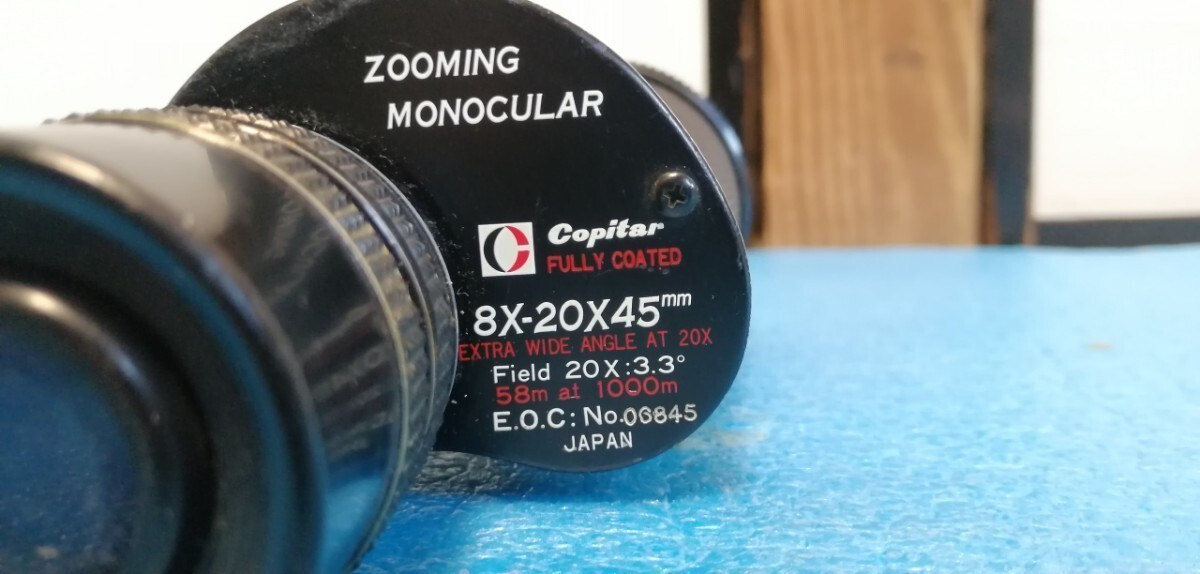 ZOOMING
MONOCULAR
Copitar
FULLY COATED
8X-20X45mm
EXTRA WIDE ANGLE AT 20X
Field 20X:3.3°
58m at 1000m
E.O.C: No.06845
JAPAN